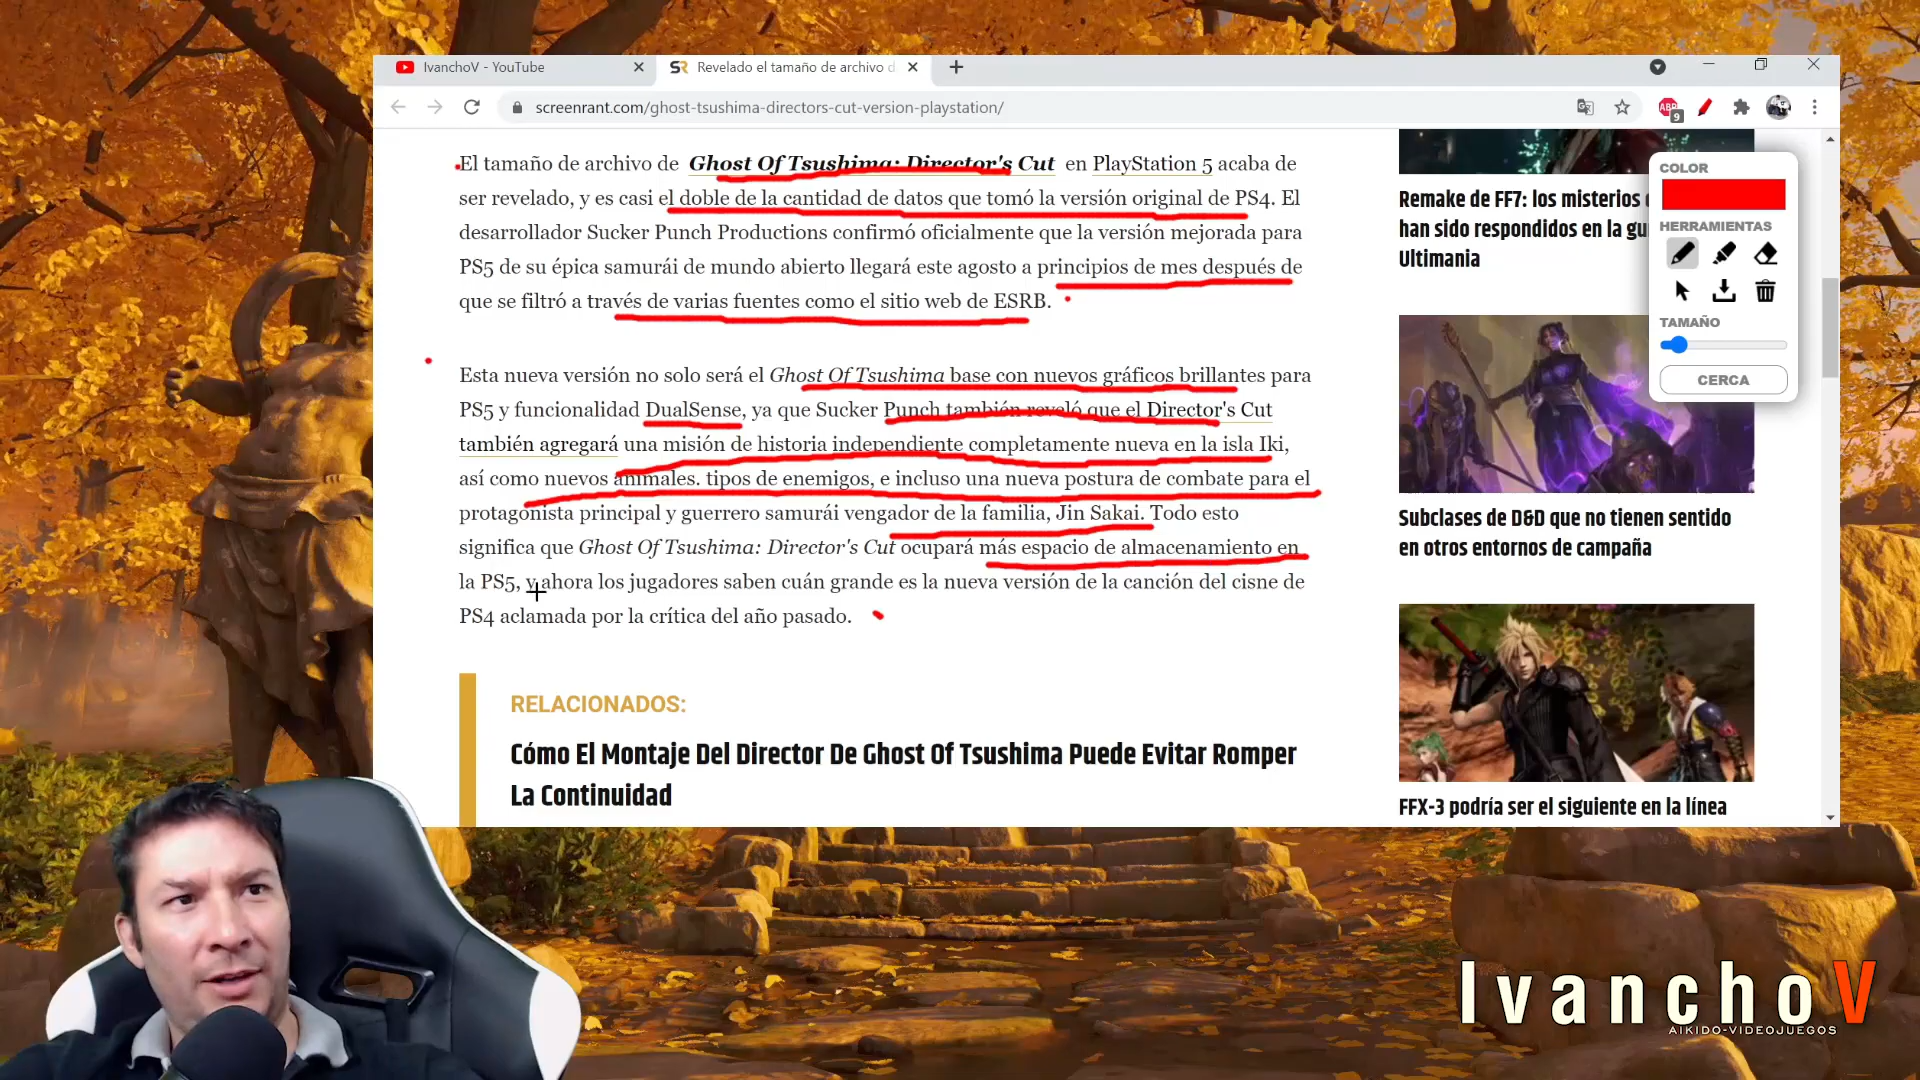 IvanchoV - YouTube
Revelado el tamaño de archivo d
screenrant.com/ghost-tsushima-directors-cut-version-playstation/
ABP
9
El tamaño de archivo de Ghost Of Tsushima: Director's Cut en PlayStation 5 acaba de
ser revelado, y es casi el doble de la cantidad de datos que tomó la versión original de PS4. El
desarrollador Sucker Punch Productions confirmó oficialmente que la versión mejorada para
PS5 de su épica samurái de mundo abierto llegará este agosto a principios de mes después de
que se filtró a través de varias fuentes como el sitio web de ESRB.
Esta nueva versión no solo será el Ghost Of Tsushima base con nuevos gráficos brillantes para
PS5 y funcionalidad DualSense, ya que Sucker Punch también reveló que el Director's Cut
también agregará una misión de historia independiente completamente nueva en la isla Iki,
así como nuevos animales. tipos de enemigos, e incluso una nueva postura de combate para el
protagonista principal y guerrero samurái vengador de la familia, Jin Sakai. Todo esto
significa que Ghost Of Tsushima: Director's Cut ocupará más espacio de almacenamiento en
la PS5, y ahora los jugadores saben cuán grande es la nueva versión de la canción del cisne de
PS4 aclamada por la crítica del año pasado.
RELACIONADOS:
Cómo El Montaje Del Director De Ghost Of Tsushima Puede Evitar Romper
La Continuidad
Remake de FF7: los misterios
han sido respondidos en la gu
Ultimania
Subclases de D&D que no tienen sentido
en otros entornos de campaña
FFX-3 podría ser el siguiente en la línea
COLOR
HERRAMIENTAS
TAMAÑO
CERCA
IvanchoV
AIKIDO-VIDEOJUEGOS